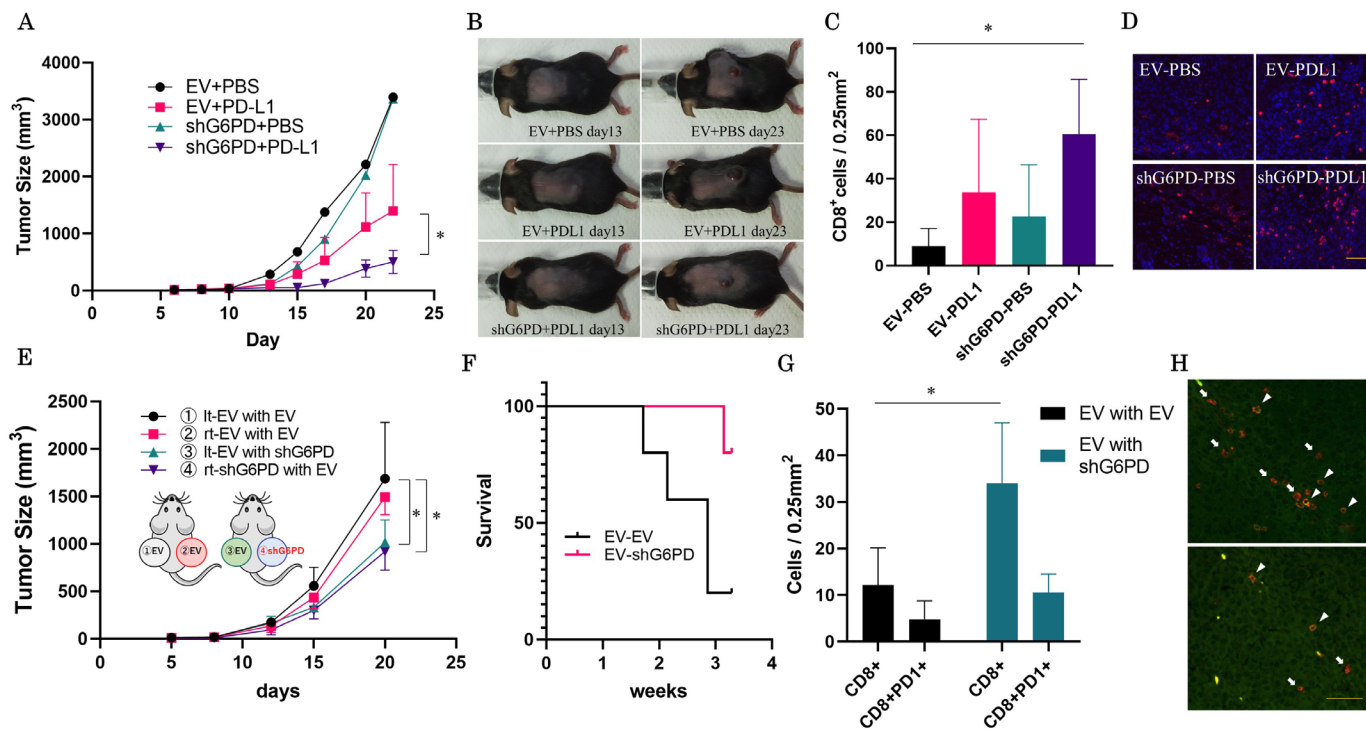 A
Tumor Size (mm³)
4000
3000
2000
1000
0
EV+PBS
EV+PD-L1
shG6PD+PBS
shG6PD+PD-L1
*
0 5 10 15 20 25
Day
B
EV+PBS day13
EV+PBS day23
EV+PDL1 day13
EV+PDL1 day23
shG6PD+PDL1 day13
shG6PD+PDL1 day23
C
CD8⁺ cells / 0.25mm²
100
80
60
40
20
0
*
EV-PBS
EV-PDL1
shG6PD-PBS
shG6PD-PDL1
D
EV-PBS
EV-PDL1
shG6PD-PBS
shG6PD-PDL1
E
Tumor Size (mm³)
2500
2000
1500
1000
500
0
① lt-EV with EV
② rt-EV with EV
③ lt-EV with shG6PD
④ rt-shG6PD with EV
①EV
②EV
③EV
④shG6PD
*
*
0 5 10 15 20 25
days
F
Survival
100
50
0
EV-EV
EV-shG6PD
0 1 2 3 4
weeks
G
Cells / 0.25mm²
50
40
30
20
10
0
*
EV with EV
EV with
shG6PD
CD8+
CD8+PD1+
CD8+
CD8+PD1+
H